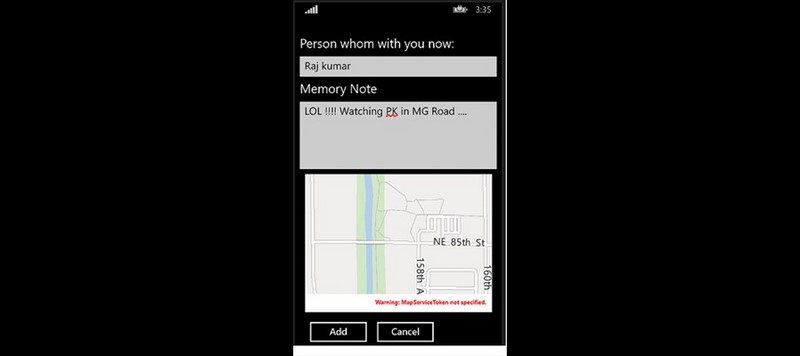 3:35
Person whom with you now:
Raj kumar
Memory Note
LOL !!!! Watching PK in MG Road ....
NE 85th St
158th A
160th
Warning: MapServiceToken not specified.
Add
Cancel